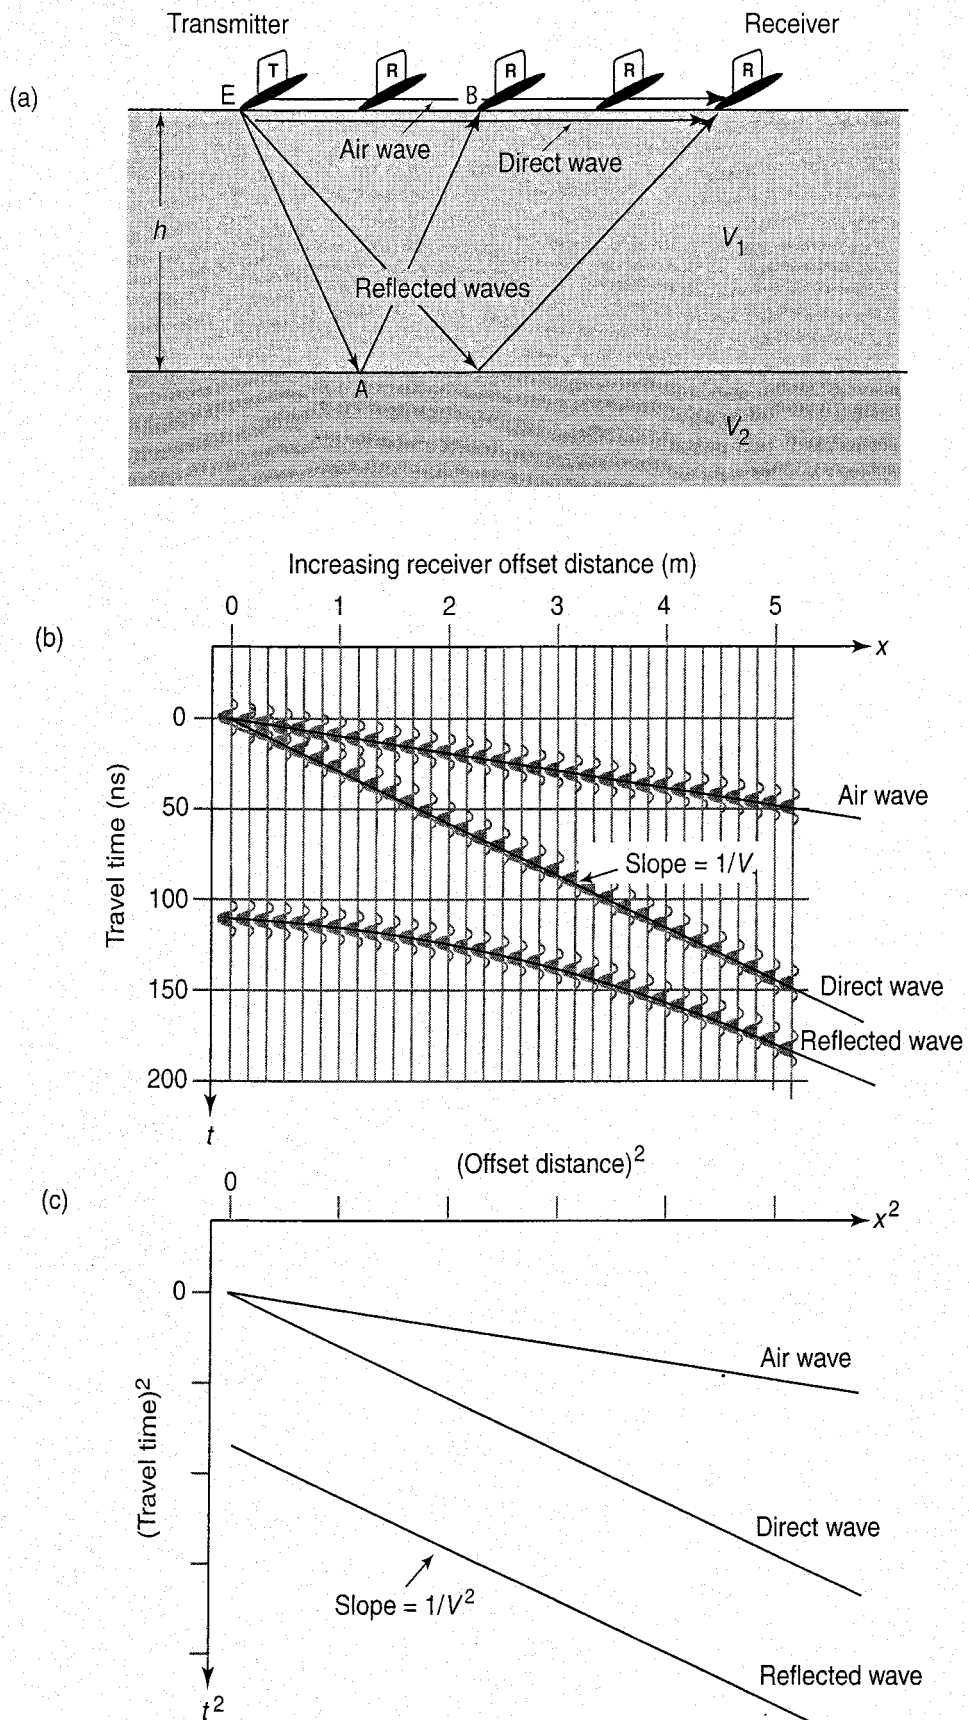 Transmitter Receiver
(a)
T R R R R
E B
Air wave
Direct wave
h
V1
Reflected waves
A
V2
Increasing receiver offset distance (m)
0 1 2 3 4 5
(b)
x
0
50
100
150
200
Travel time (ns)
Air wave
Slope = 1/V1
Direct wave
Reflected wave
t
(Offset distance)2
0
(c)
x2
0
(Travel time)2
Air wave
Direct wave
Slope = 1/V2
Reflected wave
t2